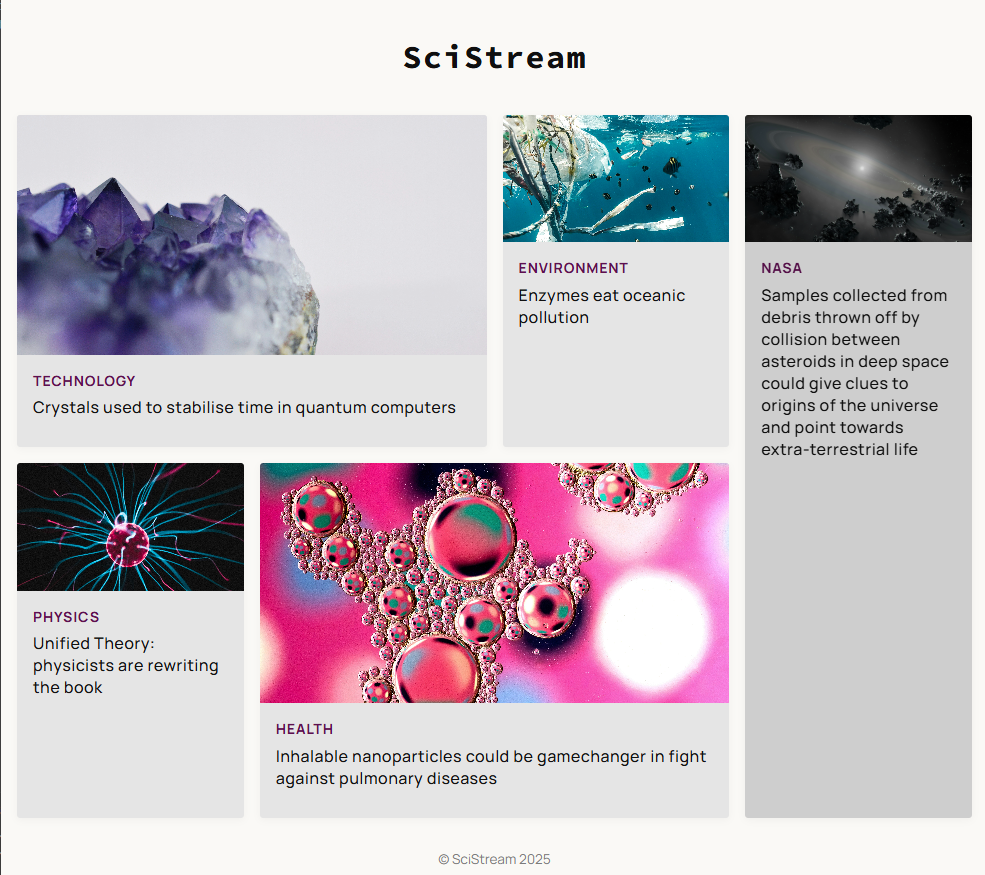 SciStream
TECHNOLOGY
Crystals used to stabilise time in quantum computers
ENVIRONMENT
Enzymes eat oceanic
pollution
NASA
Samples collected from
debris thrown off by
collision between
asteroids in deep space
could give clues to
origins of the universe
and point towards
extra-terrestrial life
PHYSICS
Unified Theory:
physicists are rewriting
the book
HEALTH
Inhalable nanoparticles could be gamechanger in fight
against pulmonary diseases
© SciStream 2025